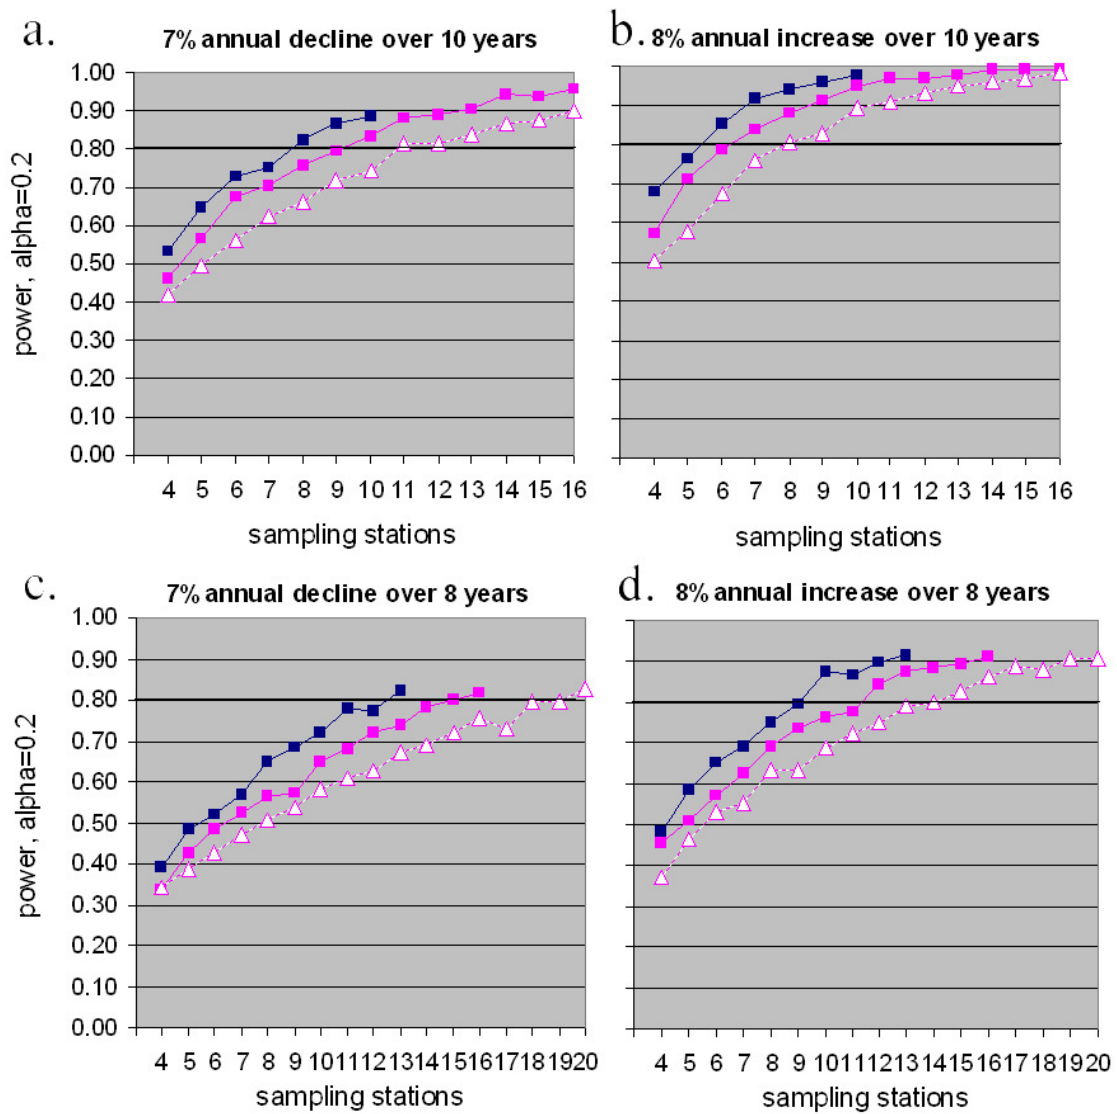 a. 7% annual decline over 10 years
b. 8% annual increase over 10 years
power, alpha=0.2
1.00
0.90
0.80
0.70
0.60
0.50
0.40
0.30
0.20
0.10
0.00
4 5 6 7 8 9 10 11 12 13 14 15 16
sampling stations
4 5 6 7 8 9 10 11 12 13 14 15 16
sampling stations
c. 7% annual decline over 8 years
d. 8% annual increase over 8 years
power, alpha=0.2
1.00
0.90
0.80
0.70
0.60
0.50
0.40
0.30
0.20
0.10
0.00
4 5 6 7 8 9 10 11 12 13 14 15 16 17 18 19 20
sampling stations
4 5 6 7 8 9 10 11 12 13 14 15 16 17 18 19 20
sampling stations